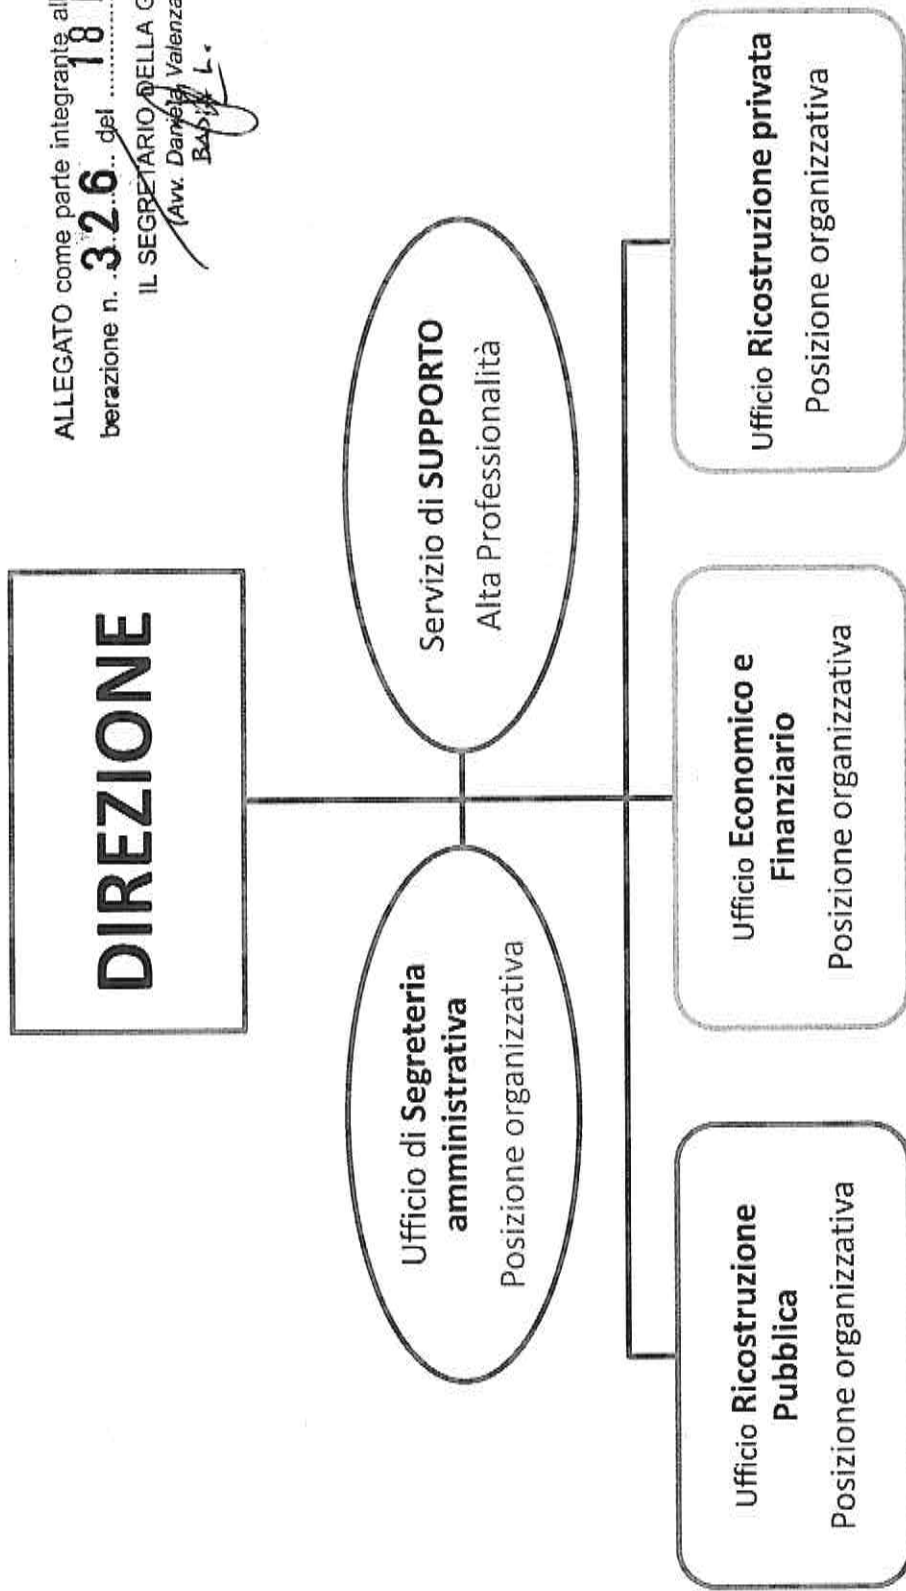 ALLEGATO come parte integrante
berazione n. 326 del 18
IL SEGRETARIO DELLA G
(Avv. Daniela Valenza
DIREZIONE
Ufficio di Segreteria
amministrativa
Posizione organizzativa
Servizio di SUPPORTO
Alta Professionalità
Ufficio Ricostruzione
Pubblica
Posizione organizzativa
Ufficio Economico e
Finanziario
Posizione organizzativa
Ufficio Ricostruzione privata
Posizione organizzativa